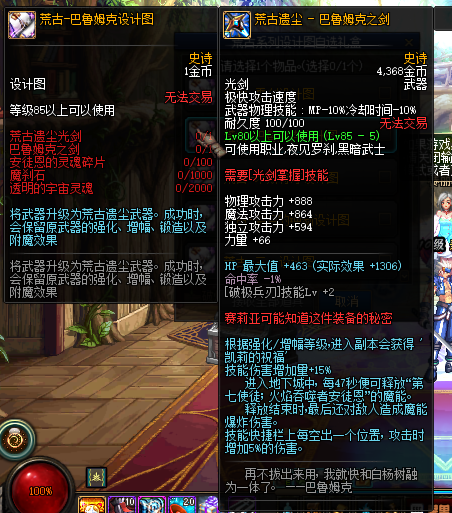 荒古-巴鲁姆克设计图
史诗
1金币
设计图
无法交易
等级85以上可以使用
荒古遗尘光剑 0/1
巴鲁姆克之剑 0/1
安徒恩的灵魂碎片 0/100
魔刹石 0/1000
透明的宇宙灵魂 0/2000
将武器升级为荒古遗尘武器。成功时,
会保留原武器的强化、增幅、锻造以及
附魔效果
将武器升级为荒古遗尘武器。成功时,
会保留原武器的强化、增幅、锻造以及
附魔效果
荒古遗尘 - 巴鲁姆克之剑
史诗
4,368金币
光剑 武器
极快攻击速度
武器物理技能: MP-10%冷却时间-10%
耐久度 100/100 无法交易
Lv80以上可以使用 (Lv85 - 5)
可使用职业,夜见罗刹,黑暗武士
需要[光剑掌握]技能
物理攻击力 +888
魔法攻击力 +864
独立攻击力 +594
力量 +66
HP 最大值 +463 (实际效果 +1306)
命中率 -1%
[破极兵刃]技能Lv +2
赛莉亚可能知道这件装备的秘密
根据强化/增幅等级,进入副本会获得 '
凯莉的祝福'
技能伤害增加量+15%
进入地下城中, 每47秒便可释放“第
七使徒: 火焰吞噬者安徒恩”的魔能。
释放结束时,最后还对敌人造成魔能
爆炸伤害。
技能快捷栏上每空出一个位置, 攻击时
增加5%的伤害。
再不拔出来用, 我就快和白杨树融
为一体了。 ——巴鲁姆克
100%
10
20